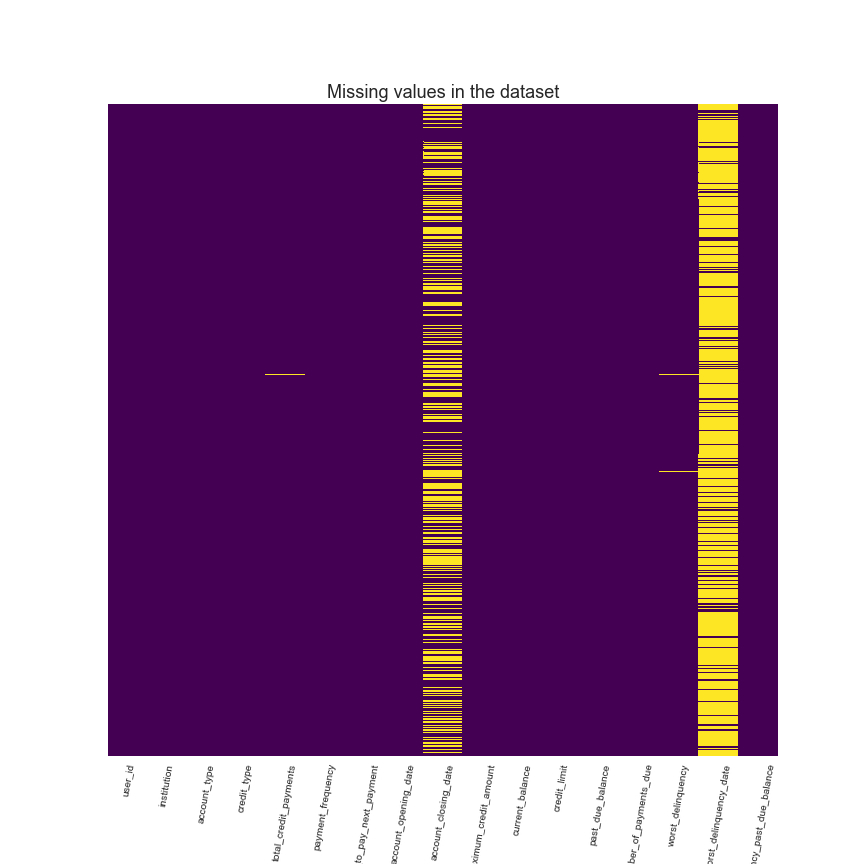 Missing values in the dataset
user_id
institution
account_type
credit_type
total_credit_payments
payment_frequency
to_pay_next_payment
account_opening_date
account_closing_date
ximum_credit_amount
current_balance
credit_limit
past_due_balance
ber_of_payments_due
worst_delinquency
orst_delinquency_date
cy_past_due_balance